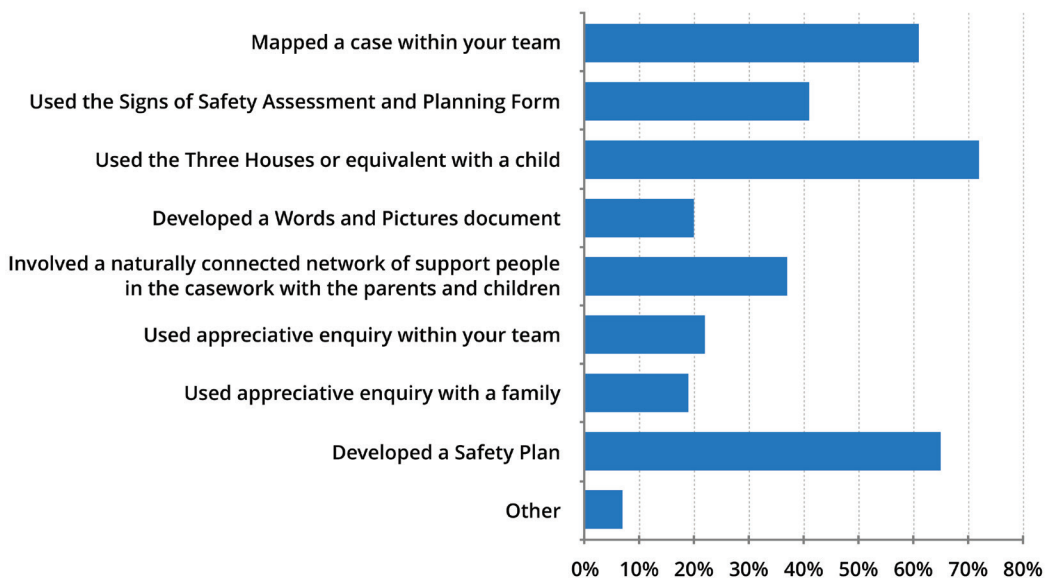 Mapped a case within your team
Used the Signs of Safety Assessment and Planning Form
Used the Three Houses or equivalent with a child
Developed a Words and Pictures document
Involved a naturally connected network of support people
in the casework with the parents and children
Used appreciative enquiry within your team
Used appreciative enquiry with a family
Developed a Safety Plan
Other
0% 10% 20% 30% 40% 50% 60% 70% 80%